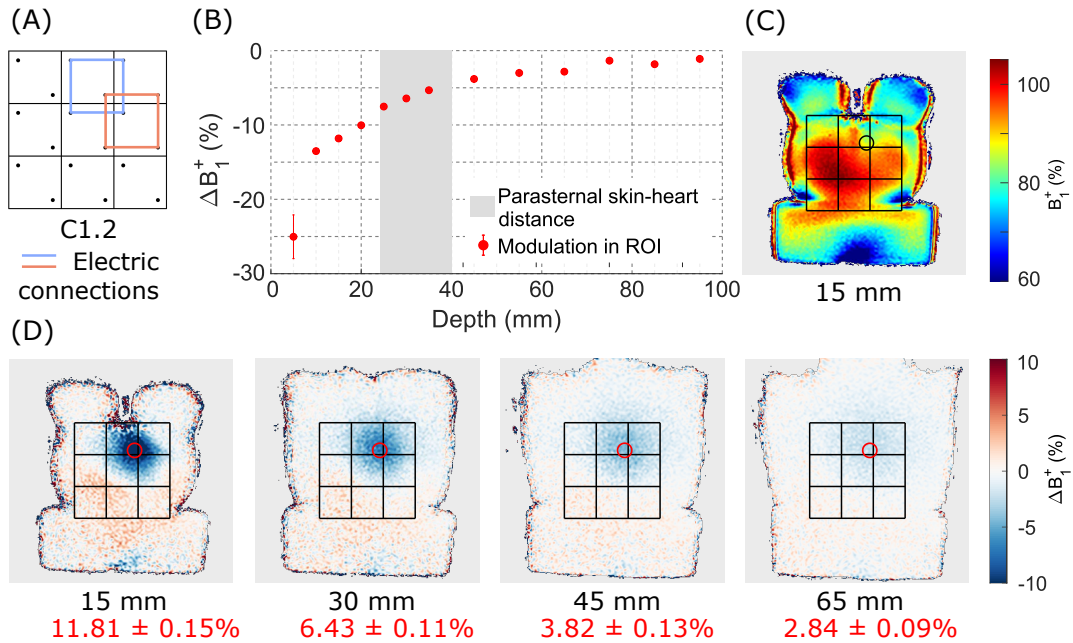 (A)
C1.2
Electric
connections
(B)
0
-10
-20
-30
ΔB₁⁺ (%)
0 20 40 60 80 100
Depth (mm)
Parasternal skin-heart
distance
Modulation in ROI
(C)
15 mm
100
80
60
B₁⁺ (%)
(D)
15 mm 30 mm 45 mm 65 mm
11.81 ± 0.15% 6.43 ± 0.11% 3.82 ± 0.13% 2.84 ± 0.09%
10
5
0
-5
-10
ΔB₁⁺ (%)